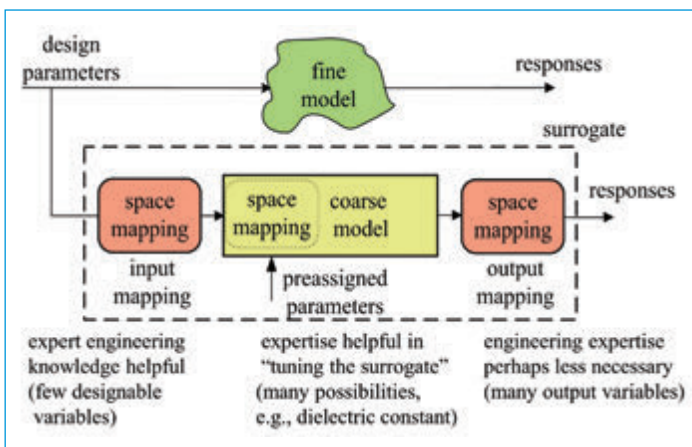 design
parameters
fine
model
responses
surrogate
space
mapping
input
mapping
space
mapping
coarse
model
preassigned
parameters
space
mapping
output
mapping
responses
expert engineering
knowledge helpful
(few designable
variables)
expertise helpful in
“tuning the surrogate”
(many possibilities,
e.g., dielectric constant)
engineering expertise
perhaps less necessary
(many output variables)